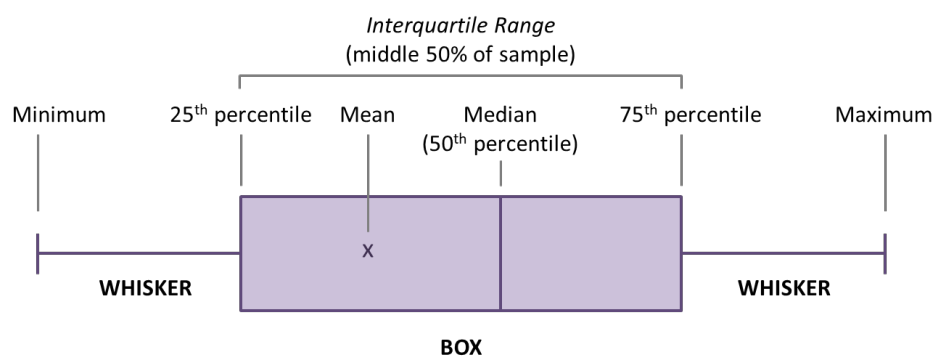 Interquartile Range
(middle 50% of sample)
Minimum
25th percentile
Mean
Median
(50th percentile)
75th percentile
Maximum
x
WHISKER
WHISKER
BOX